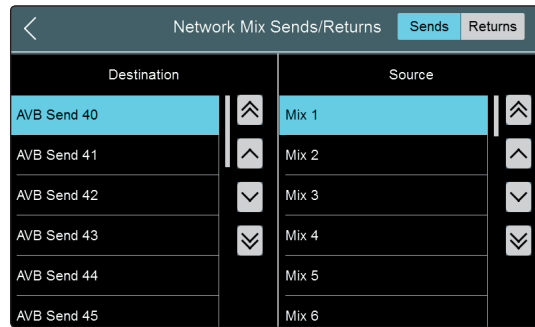 Network Mix Sends/Returns Sends Returns
Destination Source
AVB Send 40 Mix 1
AVB Send 41 Mix 2
AVB Send 42 Mix 3
AVB Send 43 Mix 4
AVB Send 44 Mix 5
AVB Send 45 Mix 6